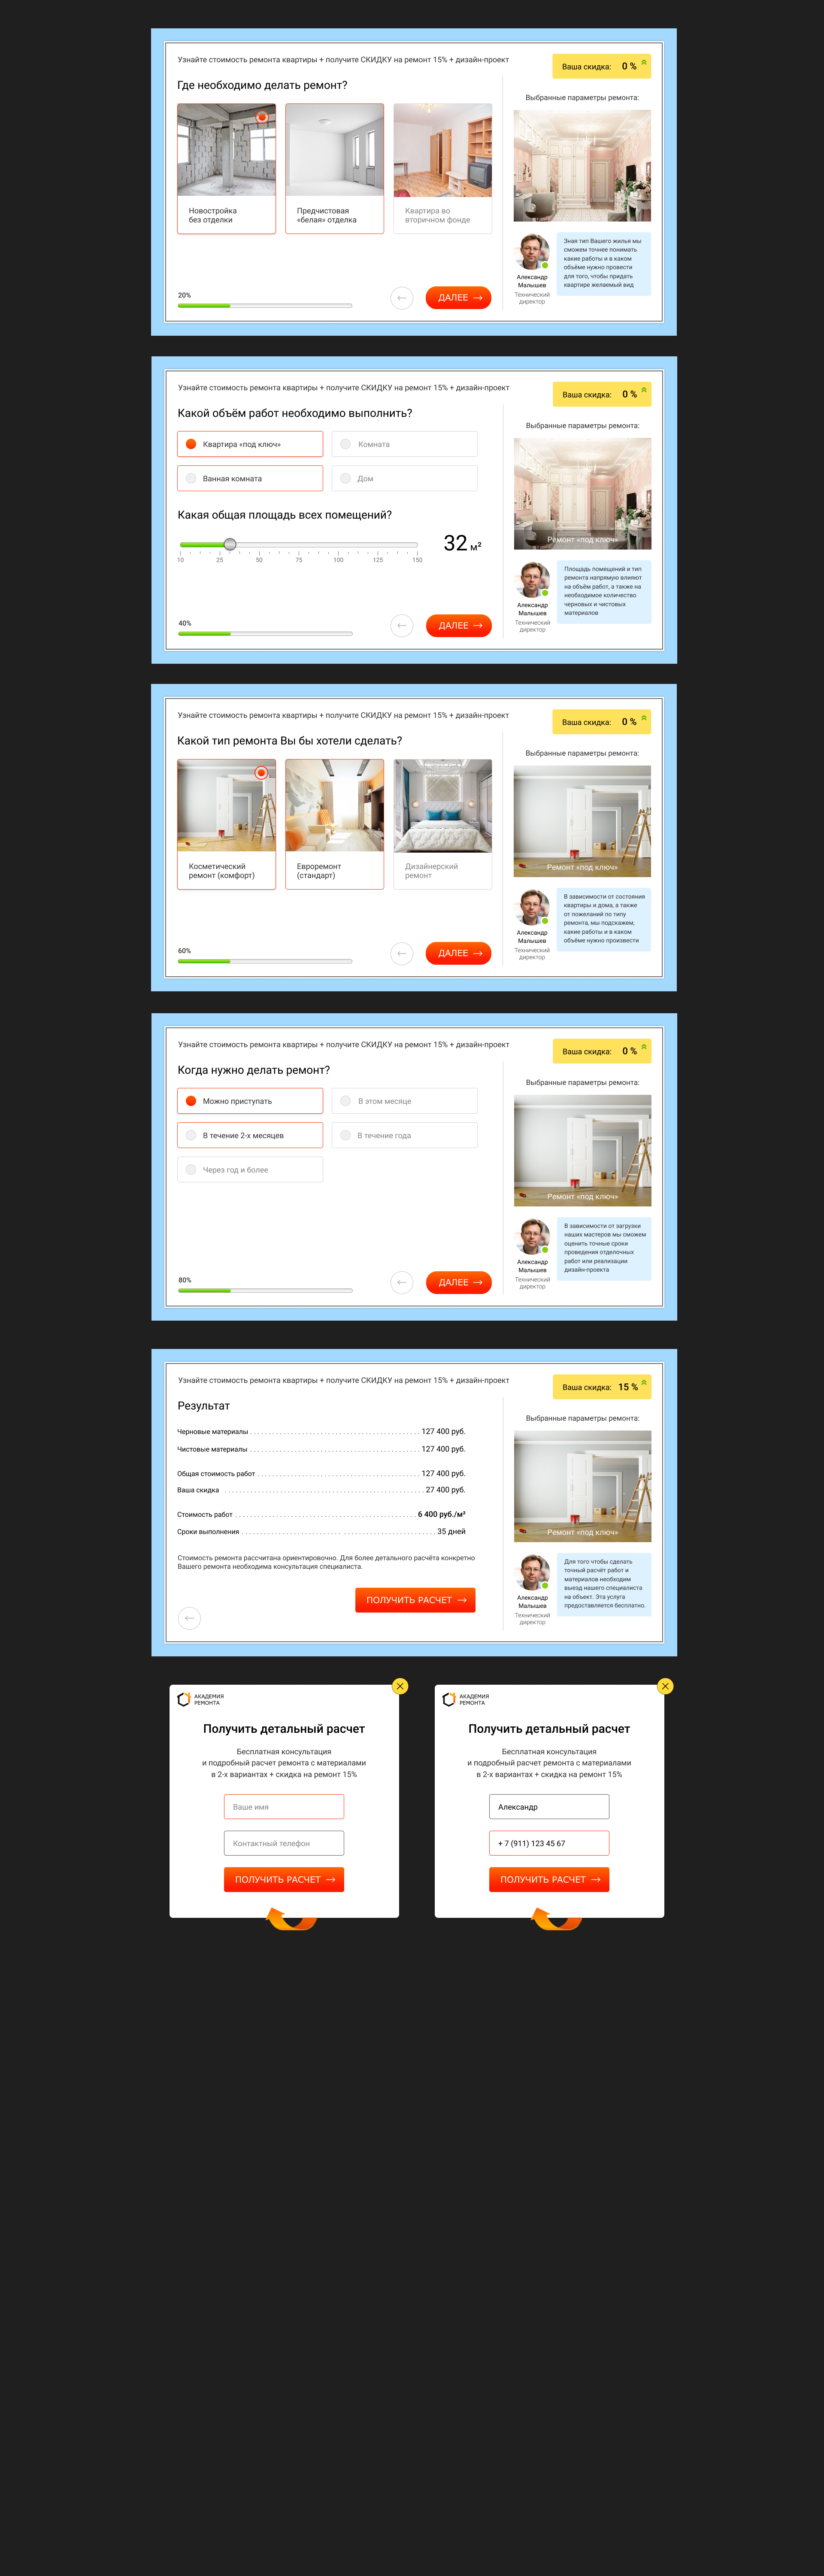 Узнайте стоимость ремонта квартиры + получите СКИДКУ на ремонт 15% + дизайн-проект
Ваша скидка: 0 %
Где необходимо делать ремонт?
Выбранные параметры ремонта:
Новостройка
без отделки
Предчистовая
«белая» отделка
Квартира во
вторичном фонде
Зная тип Вашего жилья мы
сможем точнее понимать
какие работы и в каком
объёме нужно провести
для того, чтобы придать
квартире желаемый вид
Александр
Малышев
Технический
директор
20%
ДАЛЕЕ
Узнайте стоимость ремонта квартиры + получите СКИДКУ на ремонт 15% + дизайн-проект
Ваша скидка: 0 %
Какой объём работ необходимо выполнить?
Выбранные параметры ремонта:
Квартира «под ключ»
Комната
Ванная комната
Дом
Какая общая площадь всех помещений?
32 м²
10 25 50 75 100 125 150
Ремонт «под ключ»
Площадь помещений и тип
ремонта напрямую влияют
на объём работ, а также на
необходимое количество
черновых и чистовых
материалов
Александр
Малышев
Технический
директор
40%
ДАЛЕЕ
Узнайте стоимость ремонта квартиры + получите СКИДКУ на ремонт 15% + дизайн-проект
Ваша скидка: 0 %
Какой тип ремонта Вы бы хотели сделать?
Выбранные параметры ремонта:
Косметический
ремонт (комфорт)
Евроремонт
(стандарт)
Дизайнерский
ремонт
Ремонт «под ключ»
В зависимости от состояния
квартиры и дома, а также
от пожеланий по типу
ремонта, мы подскажем,
какие работы и в каком
объёме нужно произвести
Александр
Малышев
Технический
директор
60%
ДАЛЕЕ
Узнайте стоимость ремонта квартиры + получите СКИДКУ на ремонт 15% + дизайн-проект
Ваша скидка: 0 %
Когда нужно делать ремонт?
Выбранные параметры ремонта:
Можно приступать
В этом месяце
В течение 2-х месяцев
В течение года
Через год и более
Ремонт «под ключ»
В зависимости от загрузки
наших мастеров мы сможем
оценить точные сроки
проведения отделочных
работ или реализации
дизайн-проекта
Александр
Малышев
Технический
директор
80%
ДАЛЕЕ
Узнайте стоимость ремонта квартиры + получите СКИДКУ на ремонт 15% + дизайн-проект
Ваша скидка: 15 %
Результат
Выбранные параметры ремонта:
Черновые материалы 127 400 руб.
Чистовые материалы 127 400 руб.
Общая стоимость работ 127 400 руб.
Ваша скидка 27 400 руб.
Стоимость работ 6 400 руб./м²
Сроки выполнения 35 дней
Стоимость ремонта рассчитана ориентировочно. Для более детального расчёта конкретно
Вашего ремонта необходима консультация специалиста.
ПОЛУЧИТЬ РАСЧЕТ
Ремонт «под ключ»
Для того чтобы сделать
точный расчёт работ и
материалов необходим
выезд нашего специалиста
на объект. Эта услуга
предоставляется бесплатно.
Александр
Малышев
Технический
директор
АКАДЕМИЯ
РЕМОНТА
Получить детальный расчет
Бесплатная консультация
и подробный расчет ремонта с материалами
в 2-х вариантах + скидка на ремонт 15%
Ваше имя
Контактный телефон
ПОЛУЧИТЬ РАСЧЕТ
АКАДЕМИЯ
РЕМОНТА
Получить детальный расчет
Бесплатная консультация
и подробный расчет ремонта с материалами
в 2-х вариантах + скидка на ремонт 15%
Александр
+ 7 (911) 123 45 67
ПОЛУЧИТЬ РАСЧЕТ